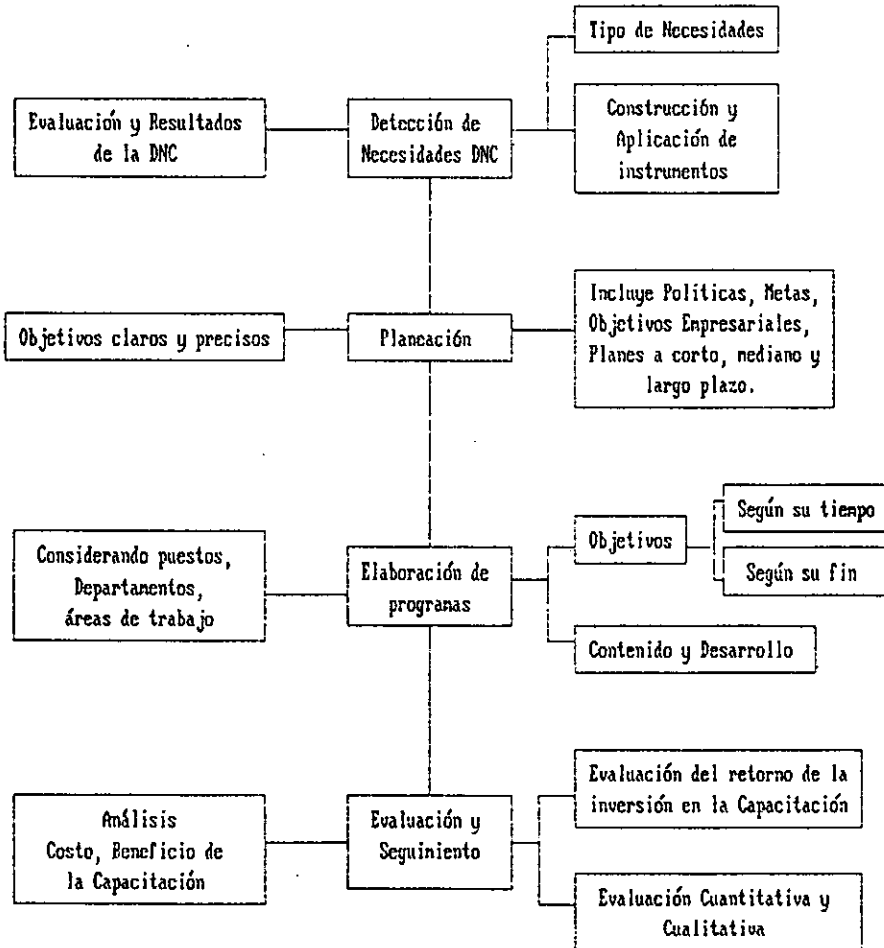 Tipo de Necesidades
Evaluación y Resultados
de la DNC
Detección de
Necesidades DNC
Construcción y
Aplicación de
instrumentos
Objetivos claros y precisos
Planeación
Incluye Políticas, Metas,
Objetivos Empresariales,
Planes a corto, mediano y
largo plazo.
Considerando puestos,
Departamentos,
áreas de trabajo
Elaboración de
programas
Objetivos
Según su tiempo
Según su fin
Contenido y Desarrollo
Análisis
Costo, Beneficio de
la Capacitación
Evaluación y
Seguimiento
Evaluación del retorno de la
inversión en la Capacitación
Evaluación Cuantitativa y
Cualitativa